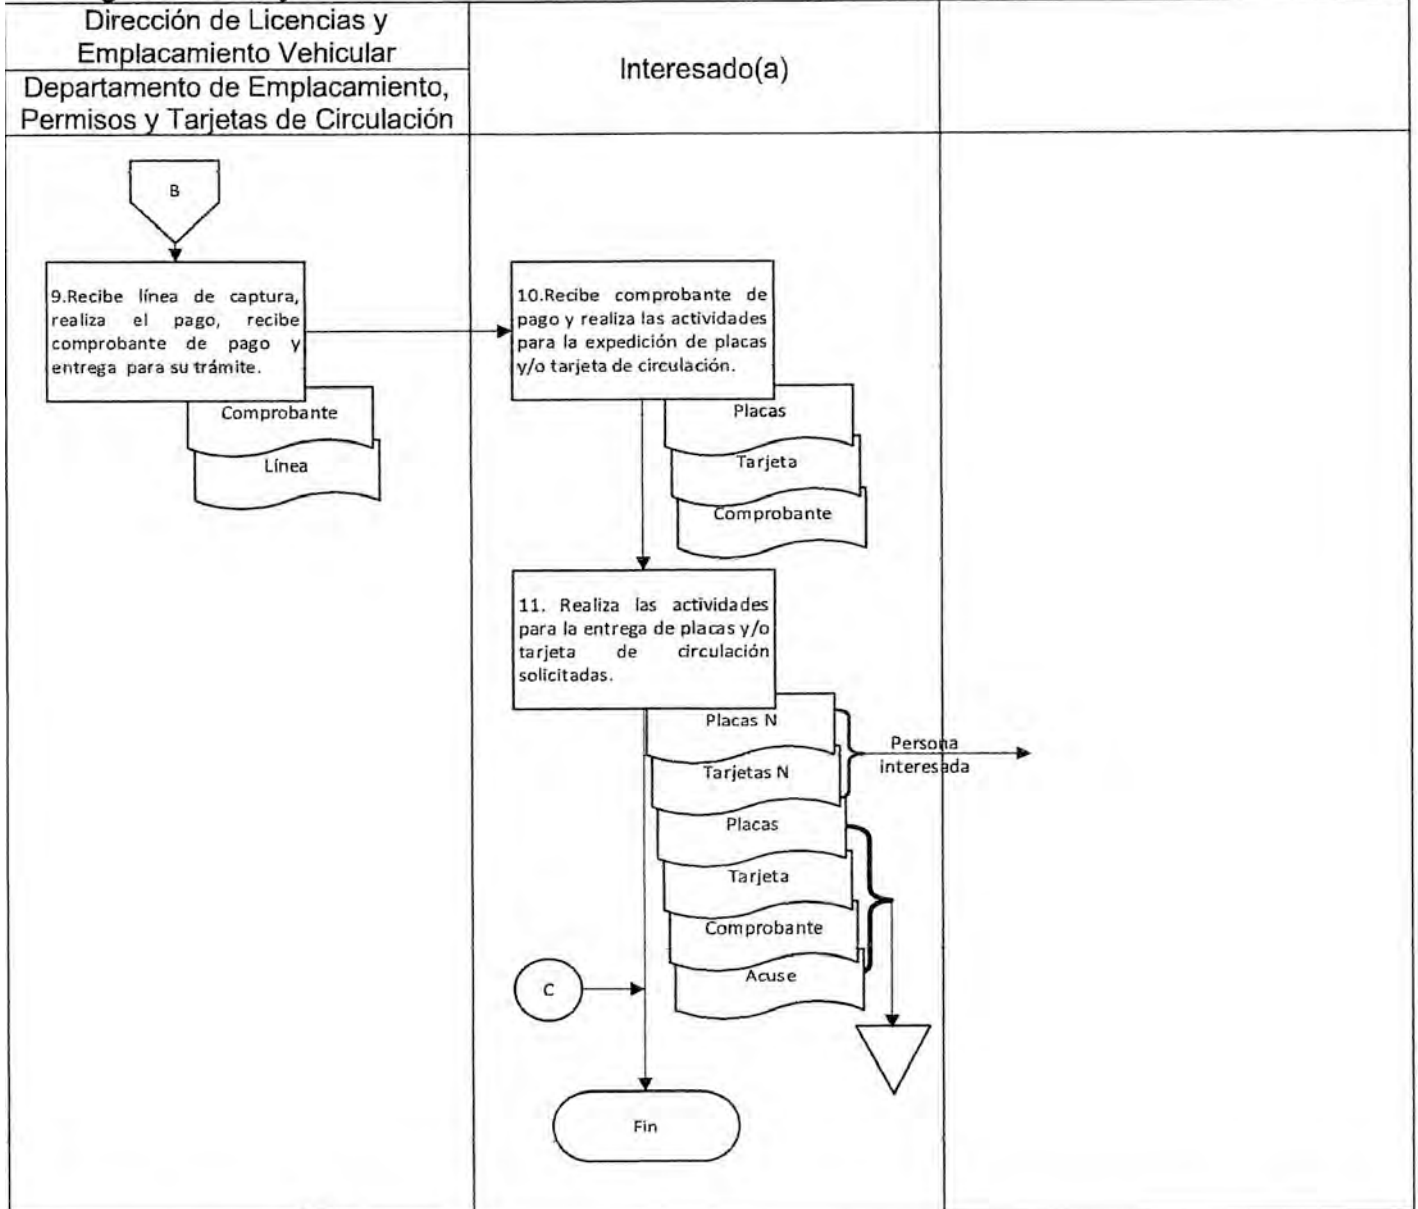 Dirección de Licencias y
Emplacamiento Vehicular
Departamento de Emplacamiento,
Permisos y Tarjetas de Circulación
Interesado(a)
B
9.Recibe línea de captura,
realiza el pago, recibe
comprobante de pago y
entrega para su trámite.
Comprobante
Línea
10.Recibe comprobante de
pago y realiza las actividades
para la expedición de placas
y/o tarjeta de circulación.
Placas
Tarjeta
Comprobante
11. Realiza las actividades
para la entrega de placas y/o
tarjeta de circulación
solicitadas.
Placas N
Tarjetas N
Persona
interesada
Placas
Tarjeta
Comprobante
Acuse
C
Fin